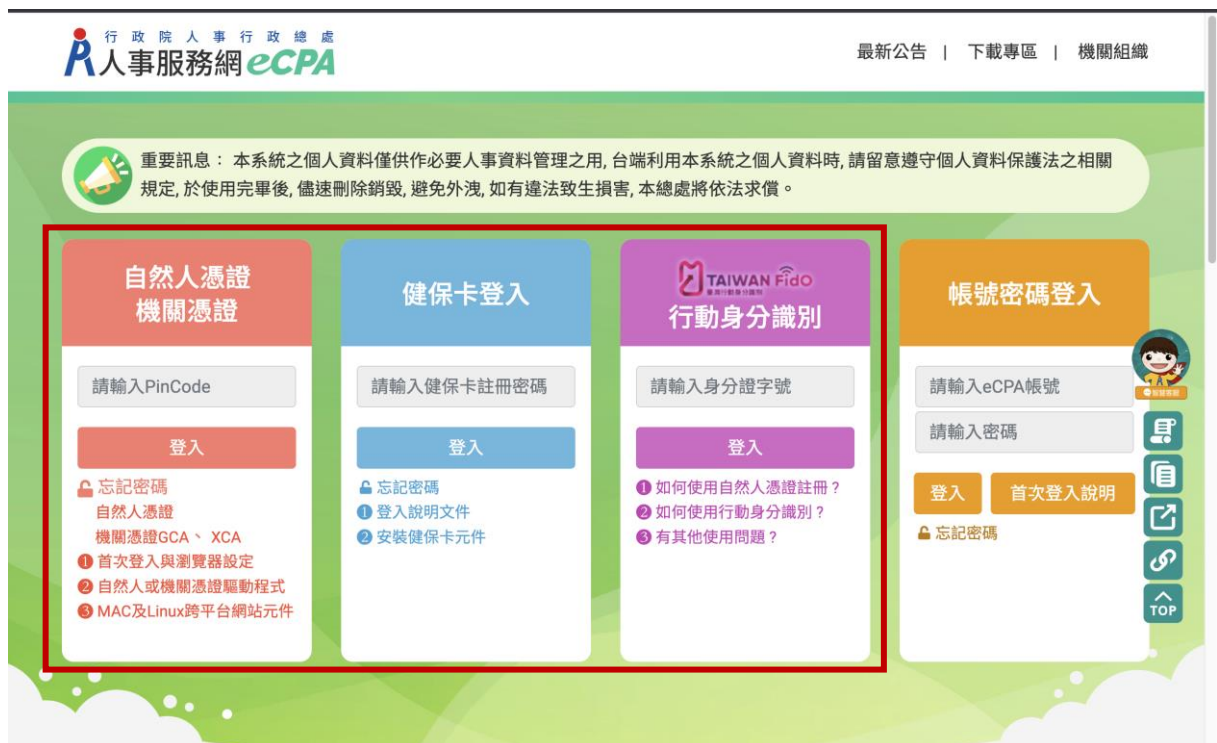 行政院人事行政總處
人事服務網 eCPA
最新公告 | 下載專區 | 機關組織
重要訊息: 本系統之個人資料僅供作必要人事資料管理之用, 台端利用本系統之個人資料時, 請留意遵守個人資料保護法之相關
規定, 於使用完畢後, 儘速刪除銷毀, 避免外洩, 如有違法致生損害, 本總處將依法求償。
自然人憑證
機關憑證
請輸入PinCode
登入
忘記密碼
自然人憑證
機關憑證GCA、 XCA
❶ 首次登入與瀏覽器設定
❷ 自然人或機關憑證驅動程式
❸ MAC及Linux跨平台網站元件
健保卡登入
請輸入健保卡註冊密碼
登入
忘記密碼
❶ 登入說明文件
❷ 安裝健保卡元件
TAIWAN FidO
臺灣行動身分識別
行動身分識別
請輸入身分證字號
登入
❶ 如何使用自然人憑證註冊?
❷ 如何使用行動身分識別?
❸ 有其他使用問題?
帳號密碼登入
請輸入eCPA帳號
請輸入密碼
登入
首次登入說明
忘記密碼
TOP